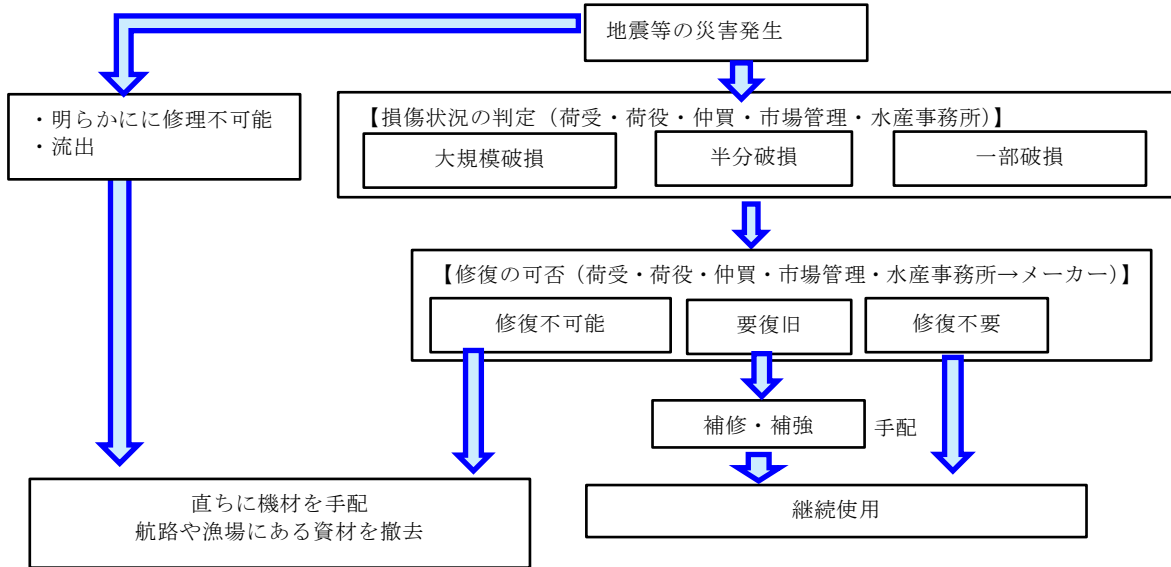 地震等の災害発生
・明らかにに修理不可能
・流出
【損傷状況の判定（荷受・荷役・仲買・市場管理・水産事務所）】
大規模破損
半分破損
一部破損
【修復の可否（荷受・荷役・仲買・市場管理・水産事務所→メーカー）】
修復不可能
要復旧
修復不要
補修・補強
手配
直ちに機材を手配
航路や漁場にある資材を撤去
継続使用